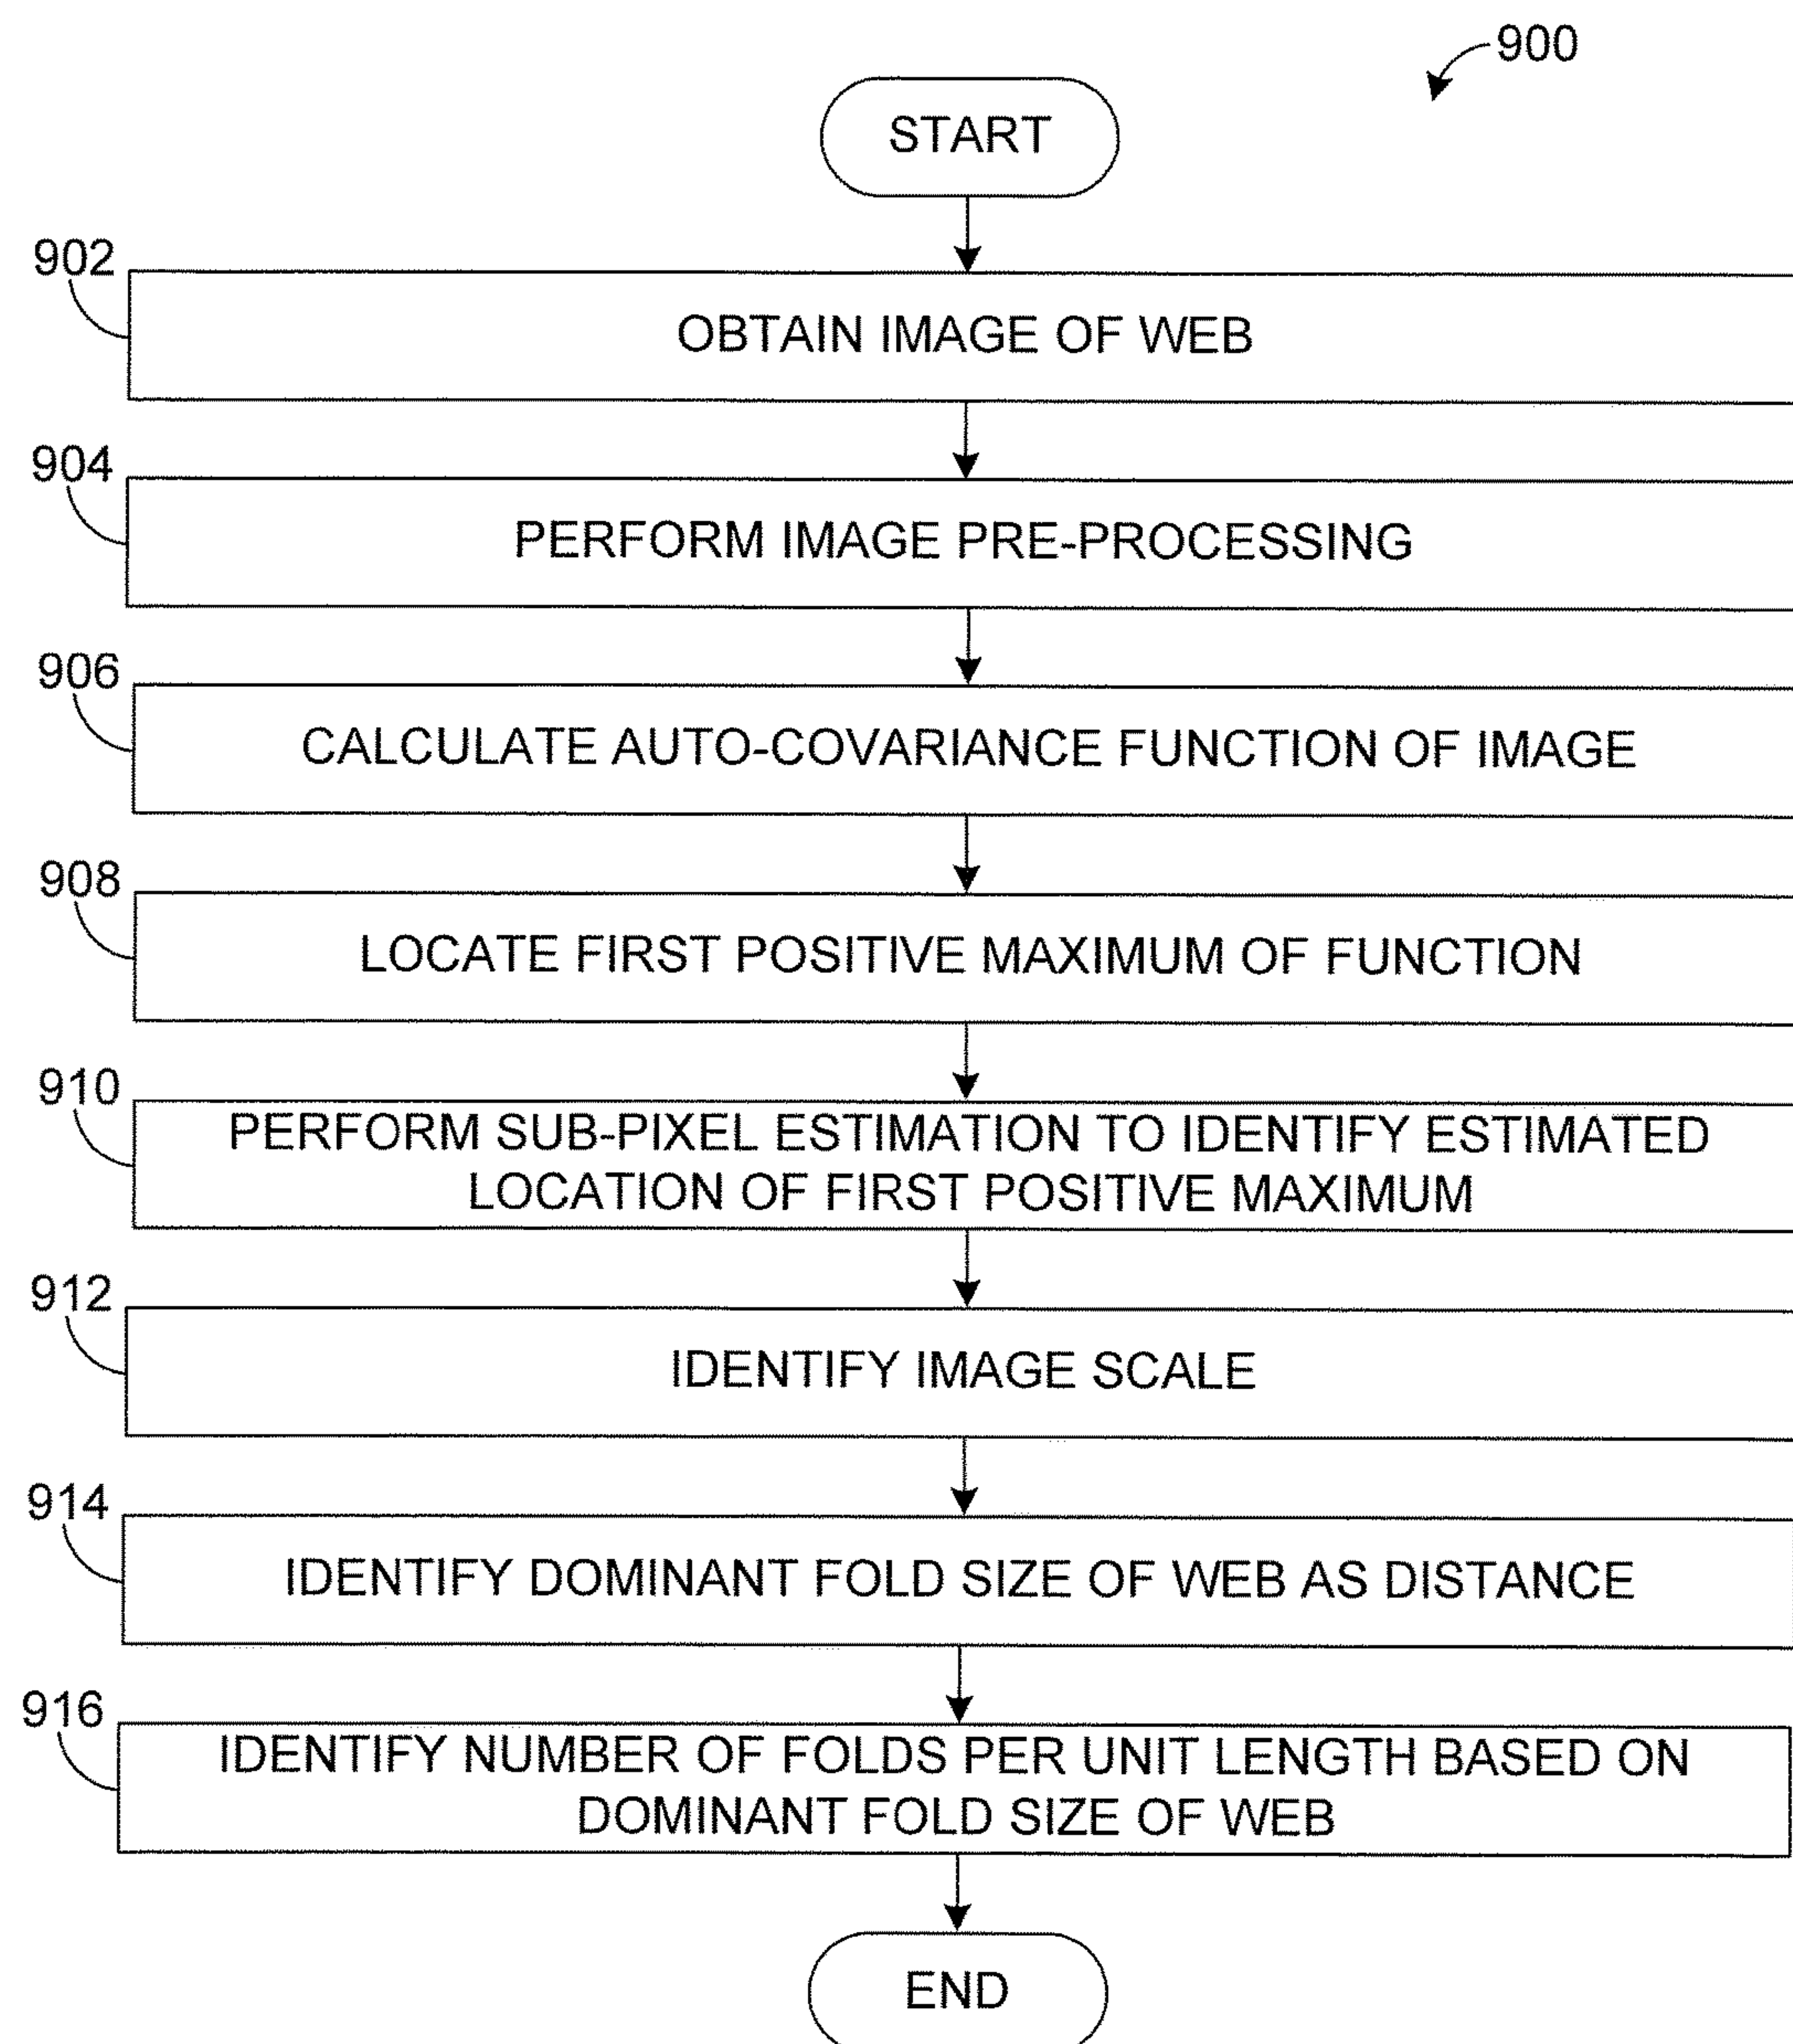 900
START
902
OBTAIN IMAGE OF WEB
904
PERFORM IMAGE PRE-PROCESSING
906
CALCULATE AUTO-COVARIANCE FUNCTION OF IMAGE
908
LOCATE FIRST POSITIVE MAXIMUM OF FUNCTION
910
PERFORM SUB-PIXEL ESTIMATION TO IDENTIFY ESTIMATED
LOCATION OF FIRST POSITIVE MAXIMUM
912
IDENTIFY IMAGE SCALE
914
IDENTIFY DOMINANT FOLD SIZE OF WEB AS DISTANCE
916
IDENTIFY NUMBER OF FOLDS PER UNIT LENGTH BASED ON
DOMINANT FOLD SIZE OF WEB
END